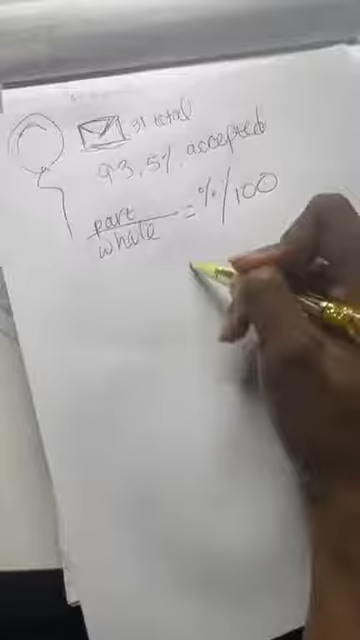 31 total
93.5% accepted
part
whole = %/100